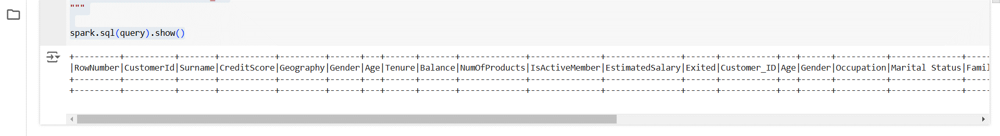 """
spark.sql(query).show()
+---------+----------+-------+-----------+---------+------+---+------+-------+-------------+--------------+---------------+------+-----------+---+------+----------+--------------+-----
|RowNumber|CustomerId|Surname|CreditScore|Geography|Gender|Age|Tenure|Balance|NumOfProducts|IsActiveMember|EstimatedSalary|Exited|Customer_ID|Age|Gender|Occupation|Marital Status|Famil
+---------+----------+-------+-----------+---------+------+---+------+-------+-------------+--------------+---------------+------+-----------+---+------+----------+--------------+-----
+---------+----------+-------+-----------+---------+------+---+------+-------+-------------+--------------+---------------+------+-----------+---+------+----------+--------------+-----